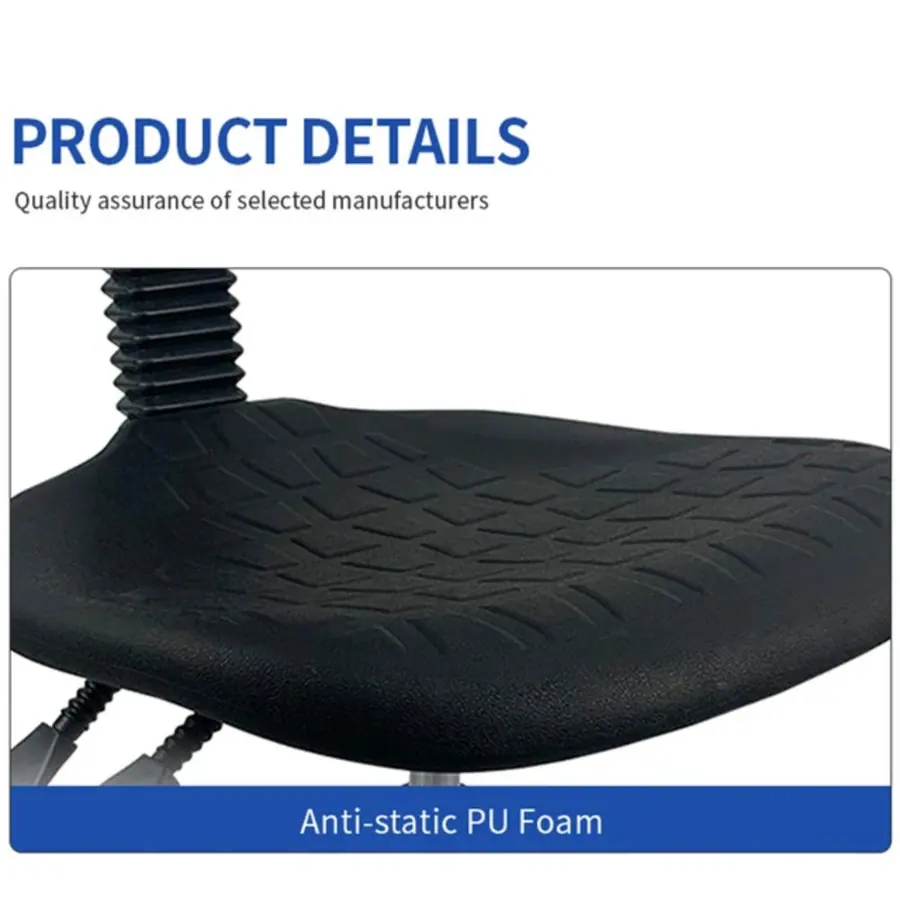 PRODUCT DETAILS
Quality assurance of selected manufacturers
Anti-static PU Foam